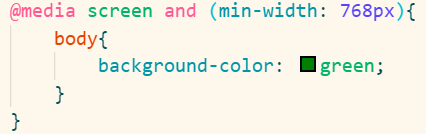 @media screen and (min-width: 768px){
    body{
        background-color: green;
    }
}